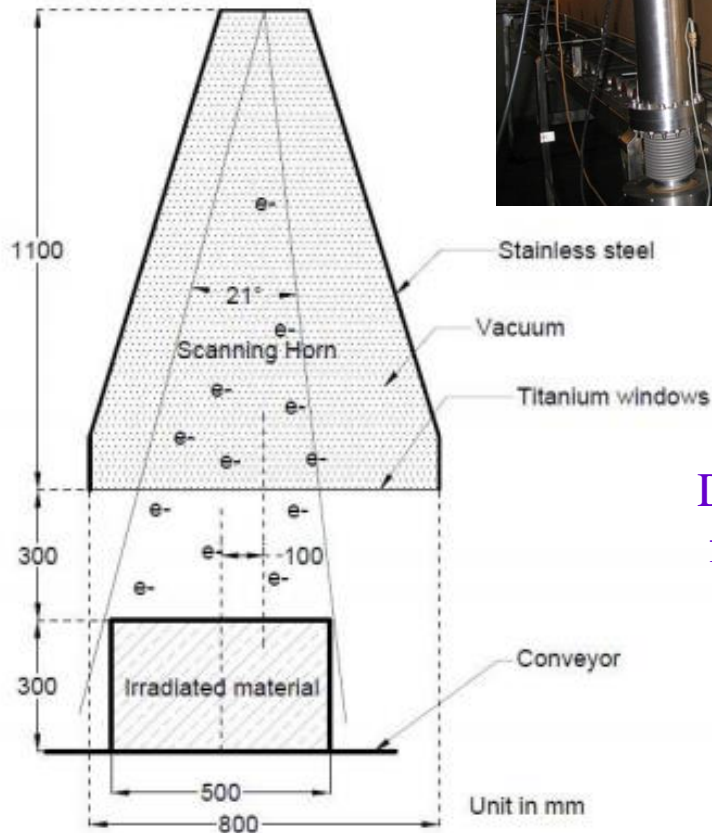 e-
1100
Stainless steel
21°
e-
Vacuum
Scanning Horn
e-
Titanium windows
e-
e-
e-
e-
e-
e-
300
e-
100
e-
e-
Conveyor
300
Irradiated material
500
Unit in mm
800